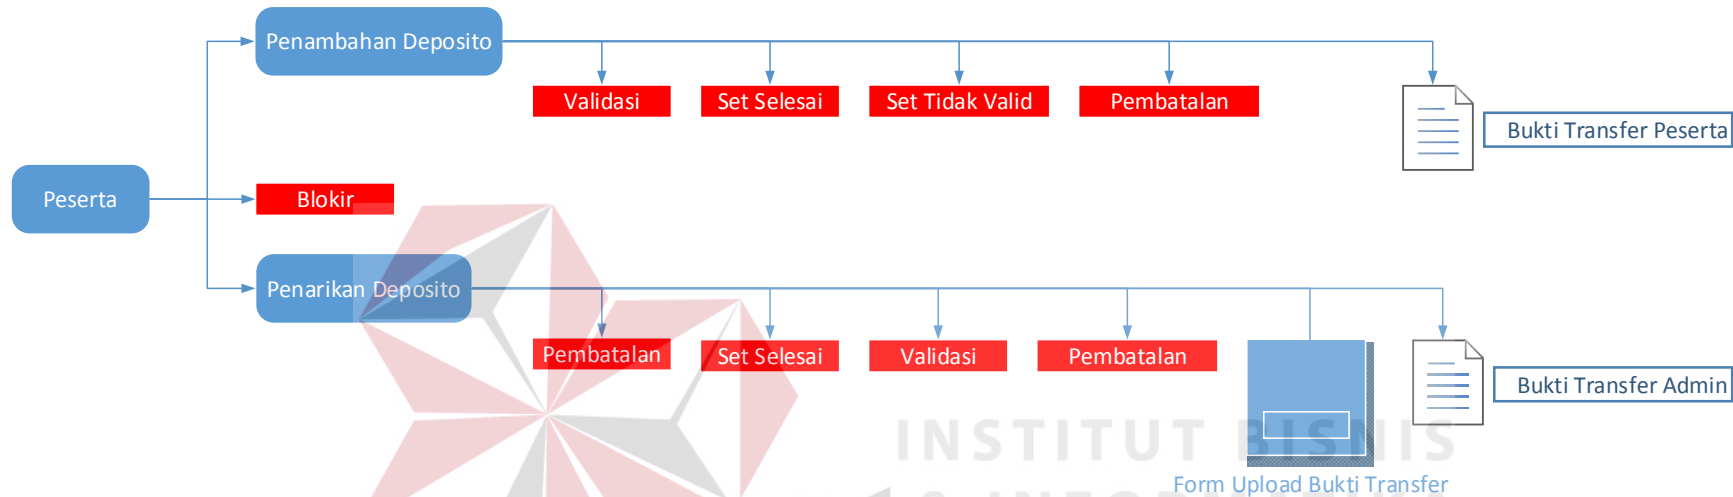 Penambahan Deposito
Validasi
Set Selesai
Set Tidak Valid
Pembatalan
Bukti Transfer Peserta
Peserta
Blokir
Penarikan Deposito
Pembatalan
Set Selesai
Validasi
Pembatalan
Bukti Transfer Admin
INSTITUT BISNIS
Form Upload Bukti Transfer
& INFORMATIKA